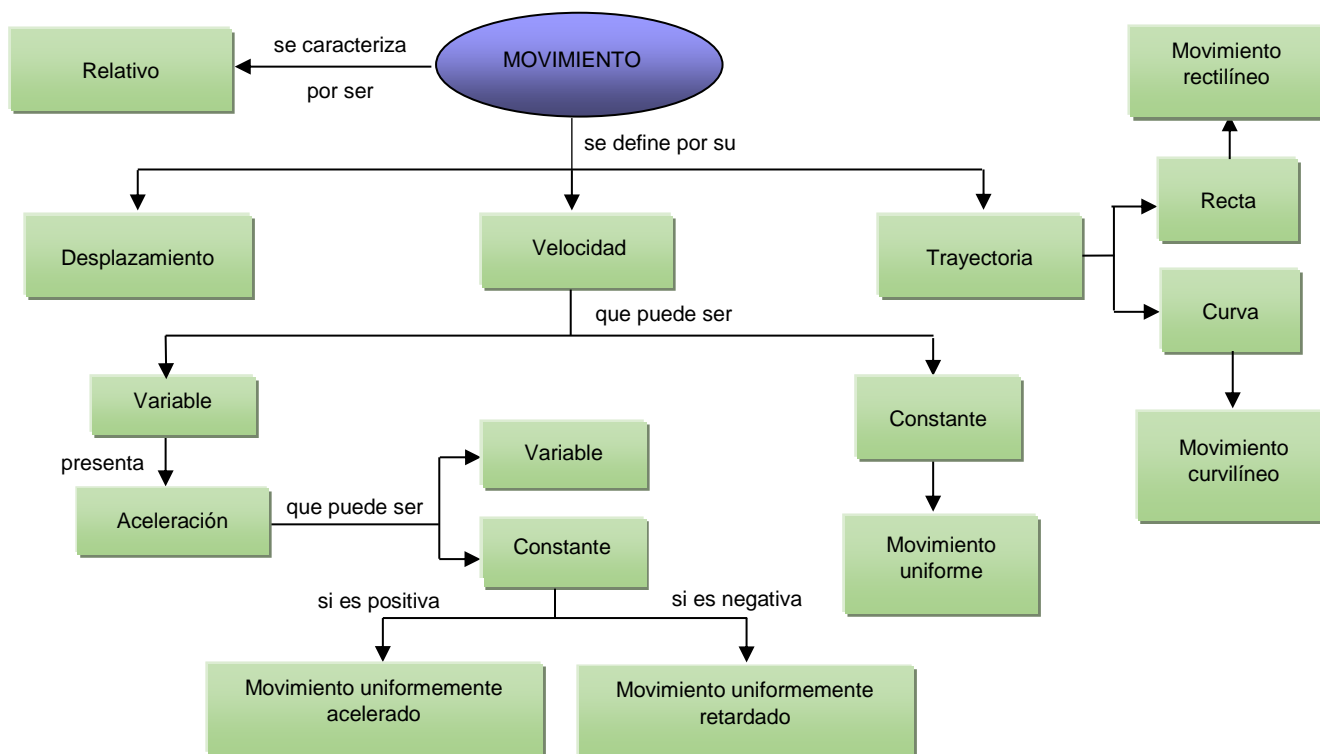 MOVIMIENTO
se caracteriza
por ser
Relativo
se define por su
Desplazamiento
Velocidad
Trayectoria
Recta
Movimiento
rectilíneo
Curva
Movimiento
curvilíneo
que puede ser
Variable
Constante
presenta
Aceleración
que puede ser
Variable
Constante
Movimiento
uniforme
si es positiva
si es negativa
Movimiento uniformemente
acelerado
Movimiento uniformemente
retardado